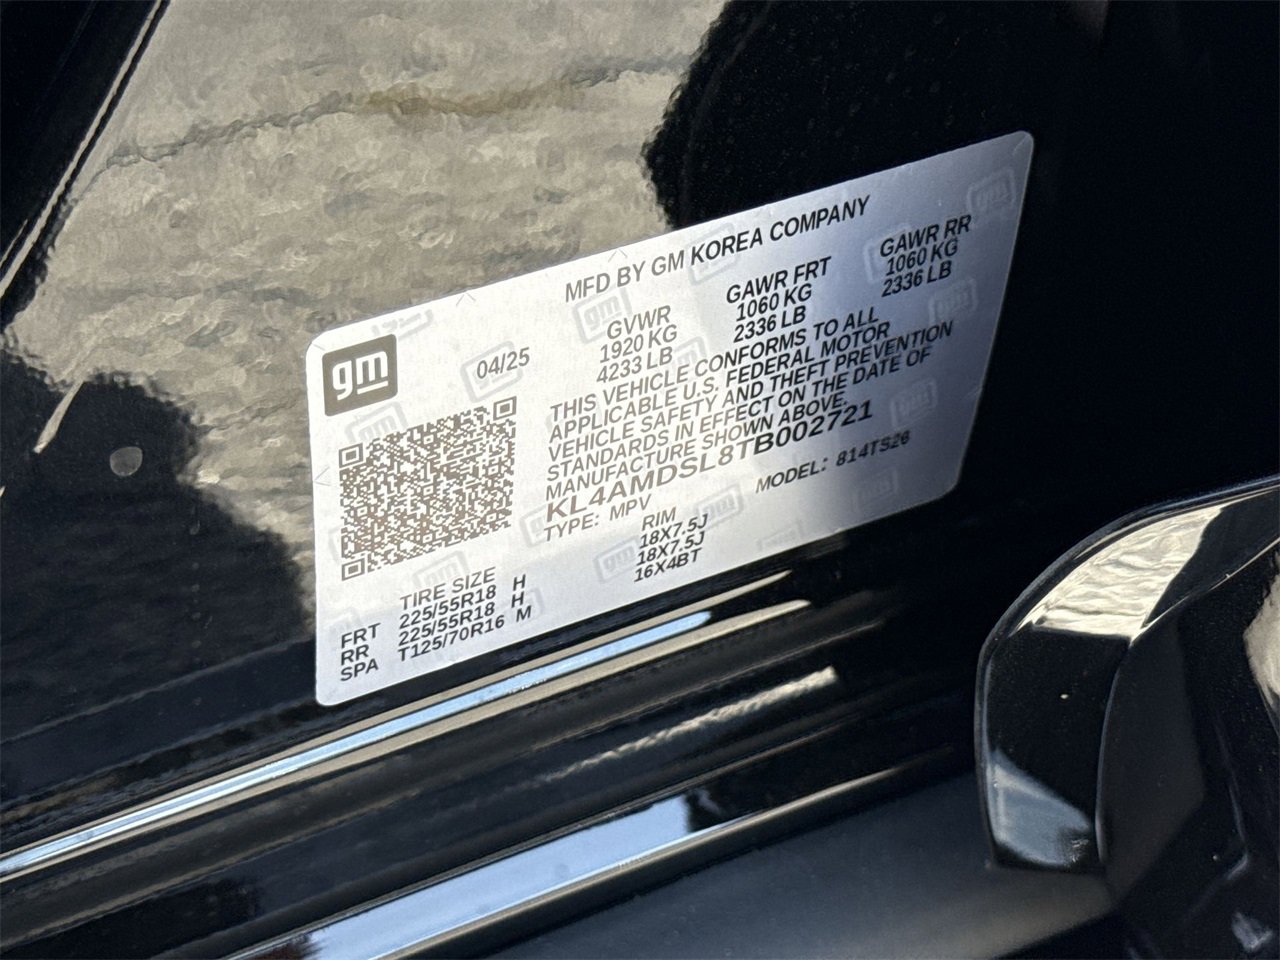 gm
MFD BY GM KOREA COMPANY
04/25
GVWR GAWR FRT GAWR RR
1920 KG 1060 KG 1060 KG
4233 LB 2336 LB 2336 LB
THIS VEHICLE CONFORMS TO ALL
APPLICABLE U.S. FEDERAL MOTOR
VEHICLE SAFETY AND THEFT PREVENTION
STANDARDS IN EFFECT ON THE DATE OF
MANUFACTURE SHOWN ABOVE.
KL4AMDSL8TB002721
TYPE: MPV MODEL: 814TS26
TIRE SIZE RIM
FRT 225/55R18 H 18X7.5J
RR 225/55R18 H 18X7.5J
SPA T125/70R16 M 16X4BT